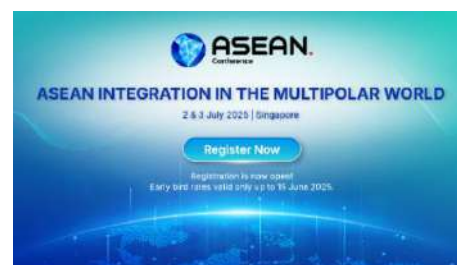 ASEAN.
Conference
ASEAN INTEGRATION IN THE MULTIPOLAR WORLD
2 & 3 July 2025 | Singapore
Register Now
Registration is now open!
Early bird rates valid only up to 15 June 2025.